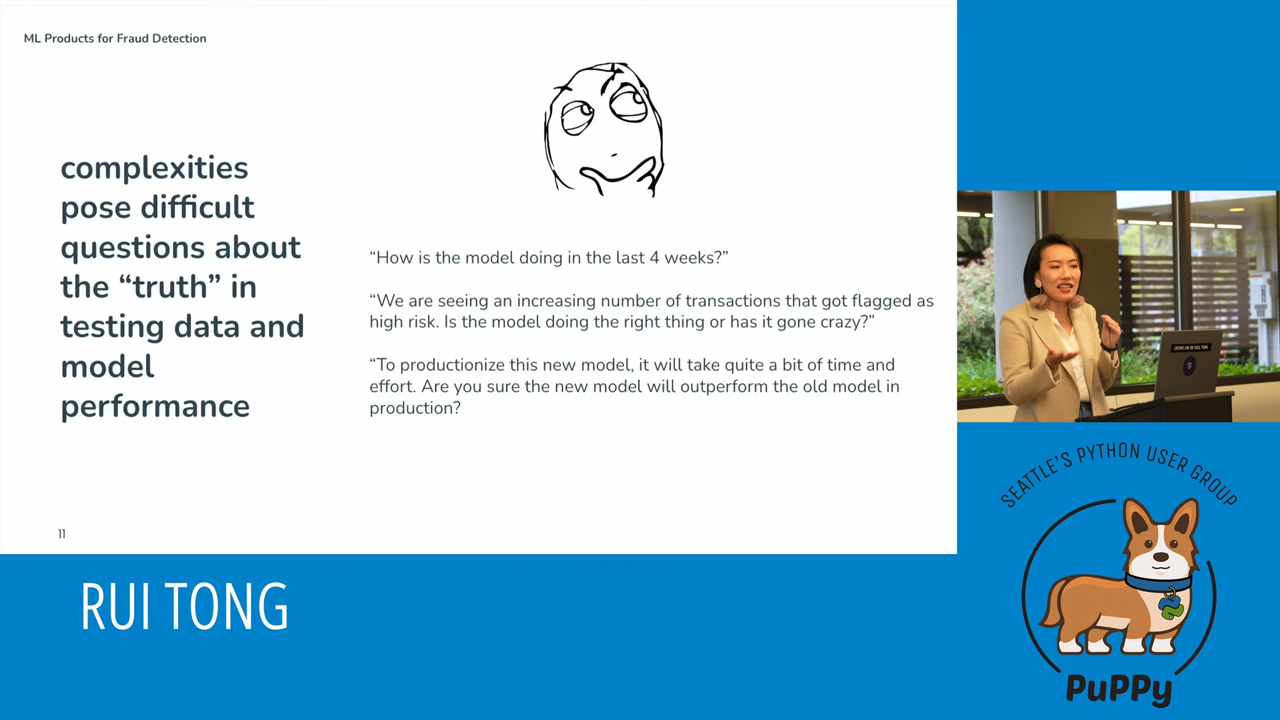 ML Products for Fraud Detection
complexities
pose difficult
questions about
the “truth” in
testing data and
model
performance
“How is the model doing in the last 4 weeks?”
“We are seeing an increasing number of transactions that got flagged as
high risk. Is the model doing the right thing or has it gone crazy?”
“To productionize this new model, it will take quite a bit of time and
effort. Are you sure the new model will outperform the old model in
production?
11
RUI TONG
SEATTLE'S PYTHON USER GROUP
PuPPy